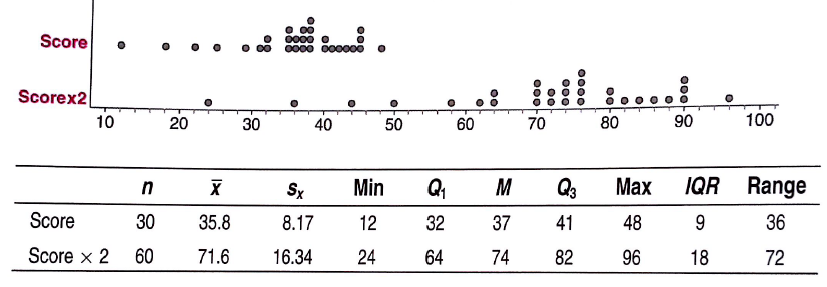 Score
Scorex2
10 20 30 40 50 60 70 80 90 100
n x̅ sₓ Min Q₁ M Q₃ Max IQR Range
Score 30 35.8 8.17 12 32 37 41 48 9 36
Score × 2 60 71.6 16.34 24 64 74 82 96 18 72